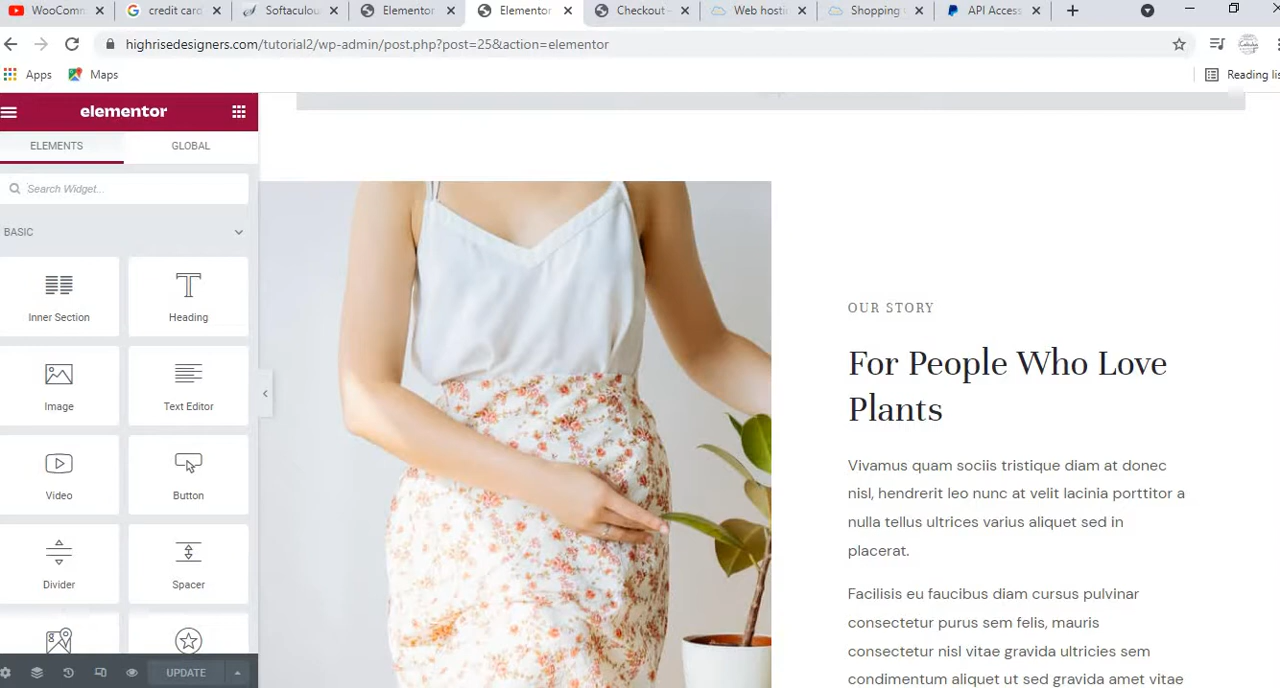 WooComm
credit card
Softaculou
Elementor
Elementor
Checkout
Web hosti
Shopping
API Access
highrisedesigners.com/tutorial2/wp-admin/post.php?post=25&action=elementor
Apps
Maps
Reading lis
elementor
ELEMENTS
GLOBAL
Search Widget...
BASIC
Inner Section
Heading
Image
Text Editor
Video
Button
Divider
Spacer
UPDATE
OUR STORY
For People Who Love
Plants
Vivamus quam sociis tristique diam at donec
nisl, hendrerit leo nunc at velit lacinia porttitor a
nulla tellus ultrices varius aliquet sed in
placerat.
Facilisis eu faucibus diam cursus pulvinar
consectetur purus sem felis, mauris
consectetur nisl vitae gravida ultricies sem
condimentum aliquet ut sed gravida amet vitae